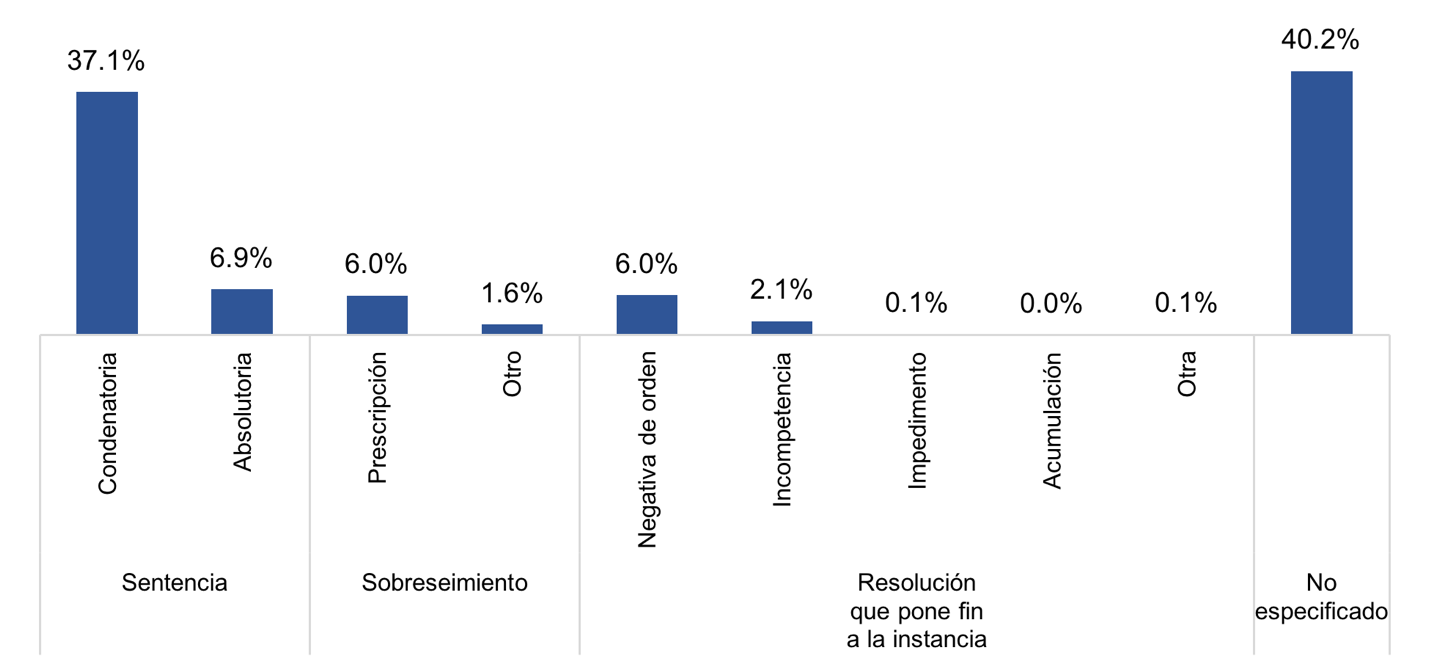 37.1%
6.9%
6.0%
1.6%
6.0%
2.1%
0.1%
0.0%
0.1%
40.2%
Condenatoria
Absolutoria
Prescripción
Otro
Negativa de orden
Incompetencia
Impedimento
Acumulación
Otra
Sentencia
Sobreseimiento
Resolución
que pone fin
a la instancia
No
especificado